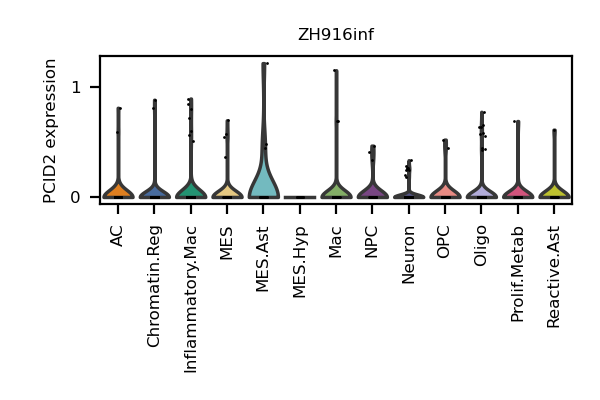 ZH916inf
PCID2 expression
1
0
AC
Chromatin.Reg
Inflammatory.Mac
MES
MES.Ast
MES.Hyp
Mac
NPC
Neuron
OPC
Oligo
Prolif.Metab
Reactive.Ast